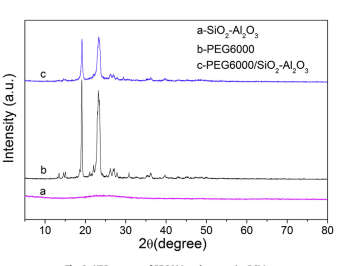 a-SiO2-Al2O3
b-PEG6000
c-PEG6000/SiO2-Al2O3
Intensity (a.u.)
c
b
a
10 20 30 40 50 60 70 80
2θ(degree)